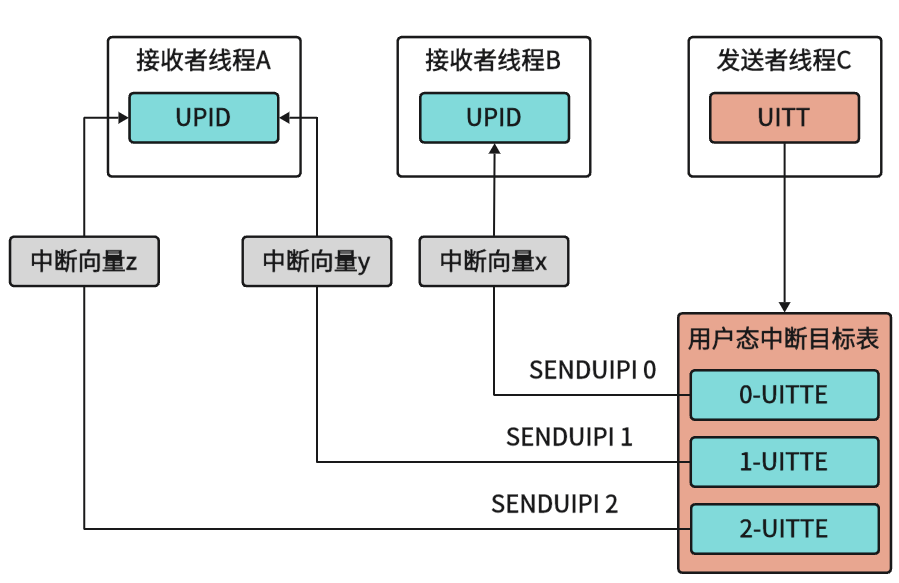 接收者线程A
接收者线程B
发送者线程C
UPID
UPID
UITT
中断向量z
中断向量y
中断向量x
用户态中断目标表
SENDUIPI 0
0-UITTE
SENDUIPI 1
1-UITTE
SENDUIPI 2
2-UITTE